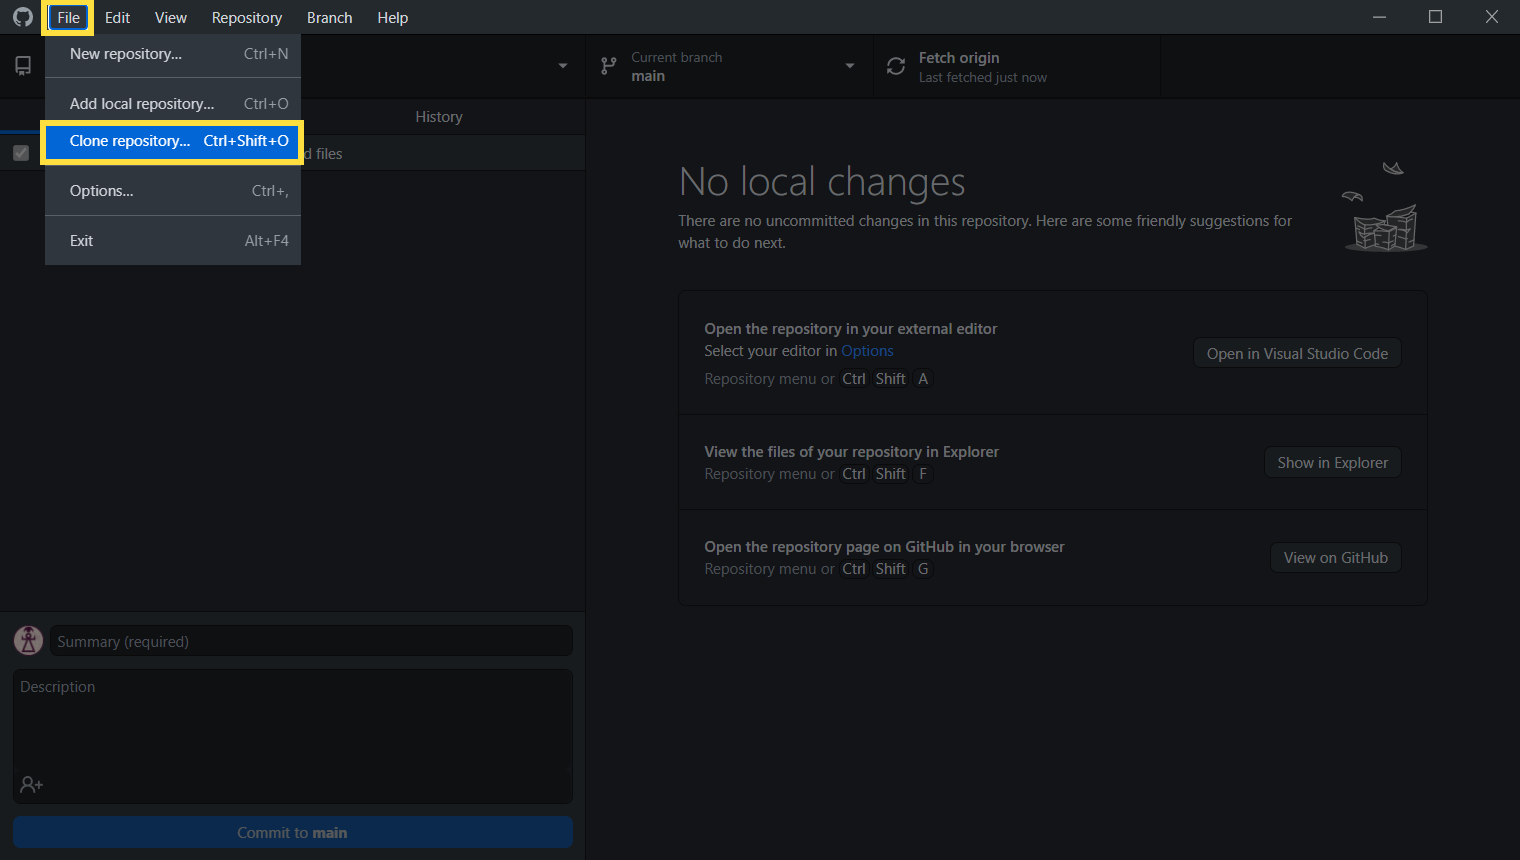 File Edit View Repository Branch Help
New repository... Ctrl+N
Add local repository... Ctrl+O
Clone repository... Ctrl+Shift+O
Options... Ctrl+,
Exit Alt+F4
Current branch
main
Fetch origin
Last fetched just now
History
files
No local changes
There are no uncommitted changes in this repository. Here are some friendly suggestions for
what to do next.
Open the repository in your external editor
Select your editor in Options
Repository menu or Ctrl Shift A
Open in Visual Studio Code
View the files of your repository in Explorer
Repository menu or Ctrl Shift F
Show in Explorer
Open the repository page on GitHub in your browser
Repository menu or Ctrl Shift G
View on GitHub
Summary (required)
Description
Commit to main